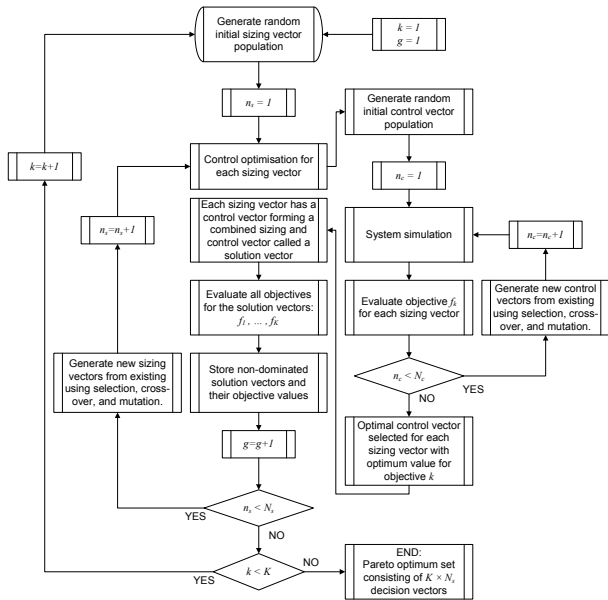 Generate random
initial sizing vector
population
k = 1
g = 1
n_s = 1
Generate random
initial control vector
population
k=k+1
Control optimisation for
each sizing vector
n_c = 1
n_s=n_s+1
Each sizing vector has a
control vector forming a
combined sizing and
control vector called a
solution vector
System simulation
n_c=n_c+1
Evaluate all objectives
for the solution vectors:
f_1 , ... , f_K
Evaluate objective f_k
for each sizing vector
Generate new control
vectors from existing
using selection, cross-
over, and mutation.
Generate new sizing
vectors from existing
using selection, cross-
over, and mutation.
Store non-dominated
solution vectors and
their objective values
n_c < N_c
YES
NO
g=g+1
Optimal control vector
selected for each
sizing vector with
optimum value for
objective k
n_s < N_s
YES
NO
k < K
YES
NO
END:
Pareto optimum set
consisting of K × N_s
decision vectors